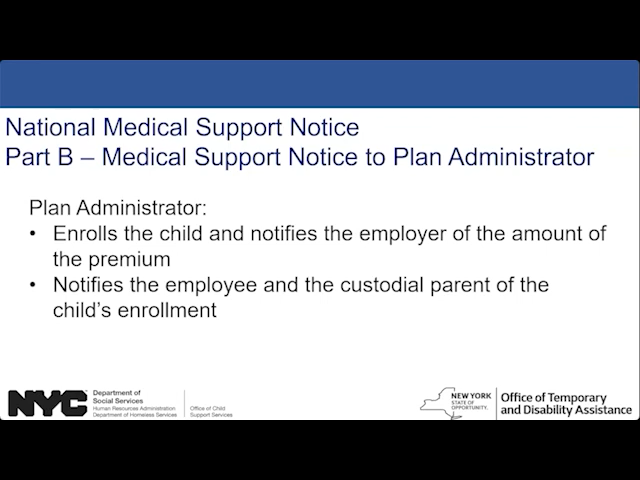 National Medical Support Notice
Part B – Medical Support Notice to Plan Administrator
Plan Administrator:
• Enrolls the child and notifies the employer of the amount of
the premium
• Notifies the employee and the custodial parent of the
child’s enrollment
NYC
Department of
Social Services
Human Resources Administration
Department of Homeless Services
Office of Child
Support Services
NEW YORK
STATE OF
OPPORTUNITY.
Office of Temporary
and Disability Assistance